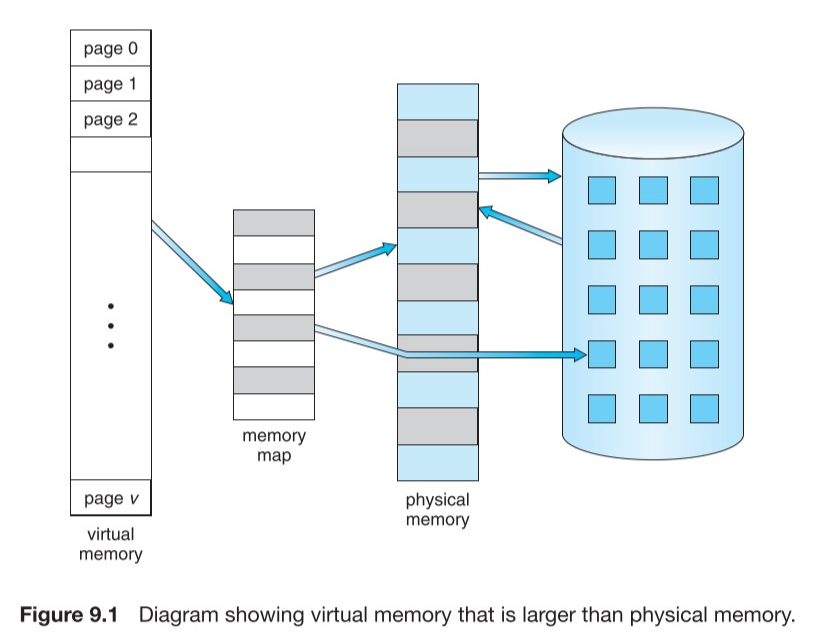 page 0
page 1
page 2
page v
virtual
memory
memory
map
physical
memory
Figure 9.1 Diagram showing virtual memory that is larger than physical memory.